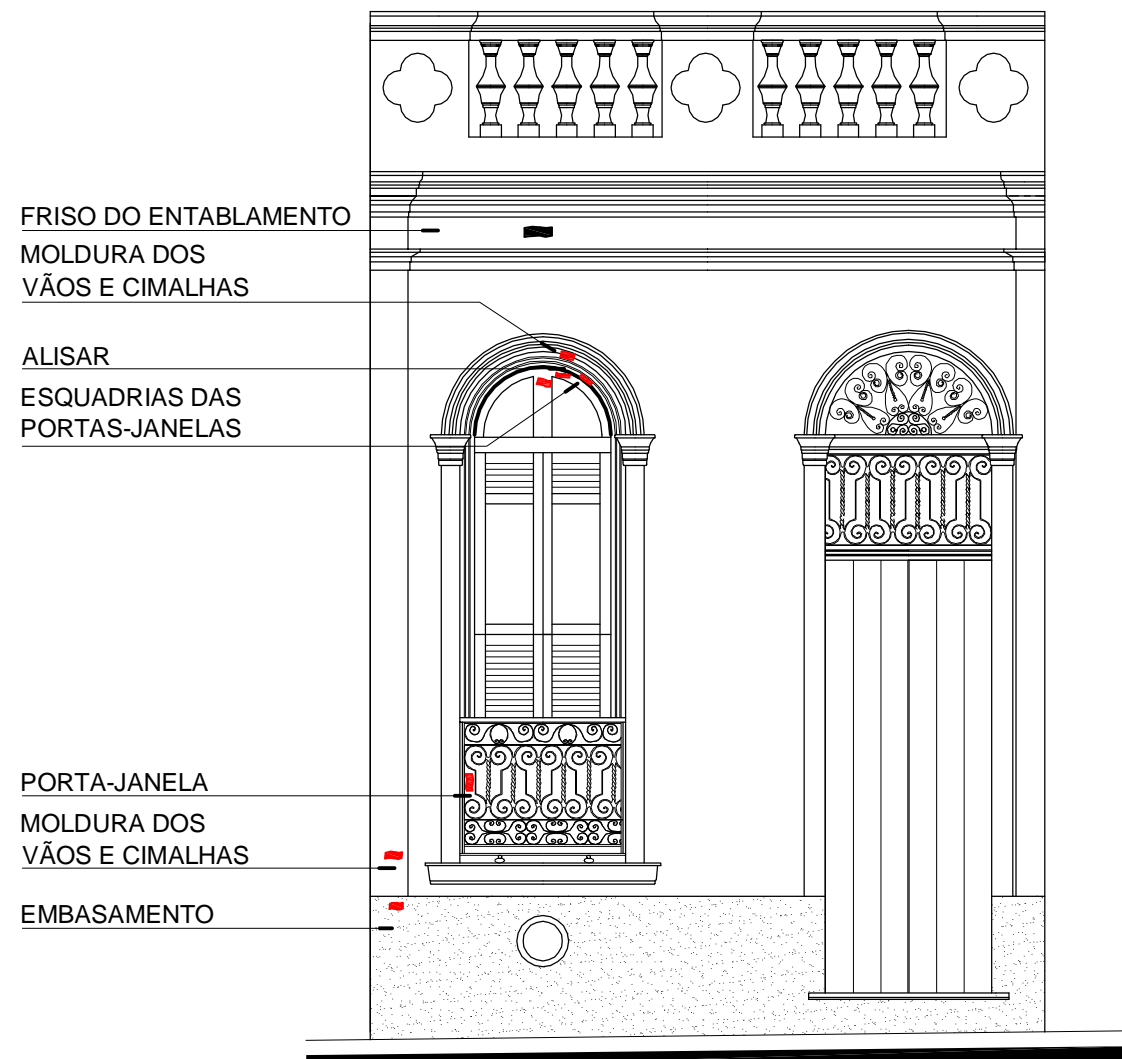 FRISO DO ENTABLAMENTO
MOLDURA DOS
VÃOS E CIMALHAS
ALISAR
ESQUADRIAS DAS
PORTAS-JANELAS
PORTA-JANELA
MOLDURA DOS
VÃOS E CIMALHAS
EMBASAMENTO